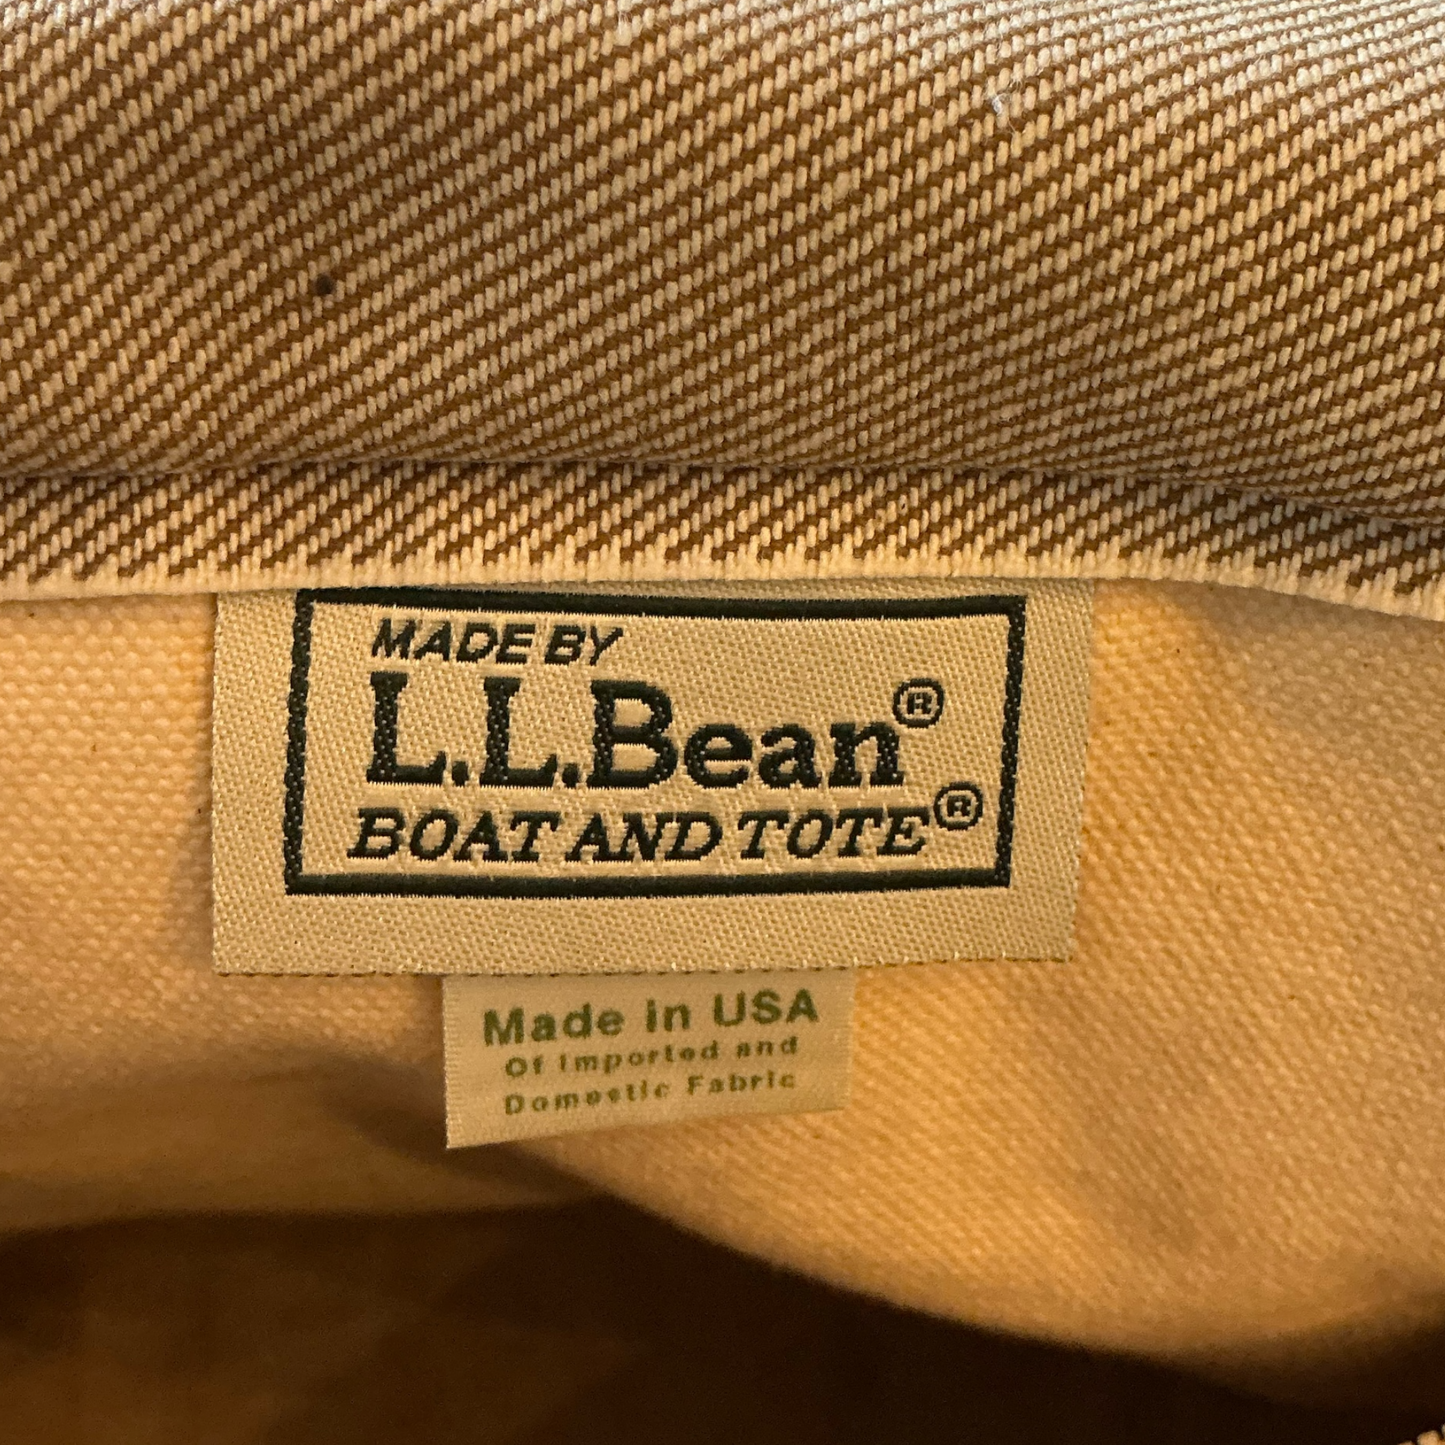 MADE BY
L.L.Bean®
BOAT AND TOTE®
Made in USA
Of Imported and
Domestic Fabric